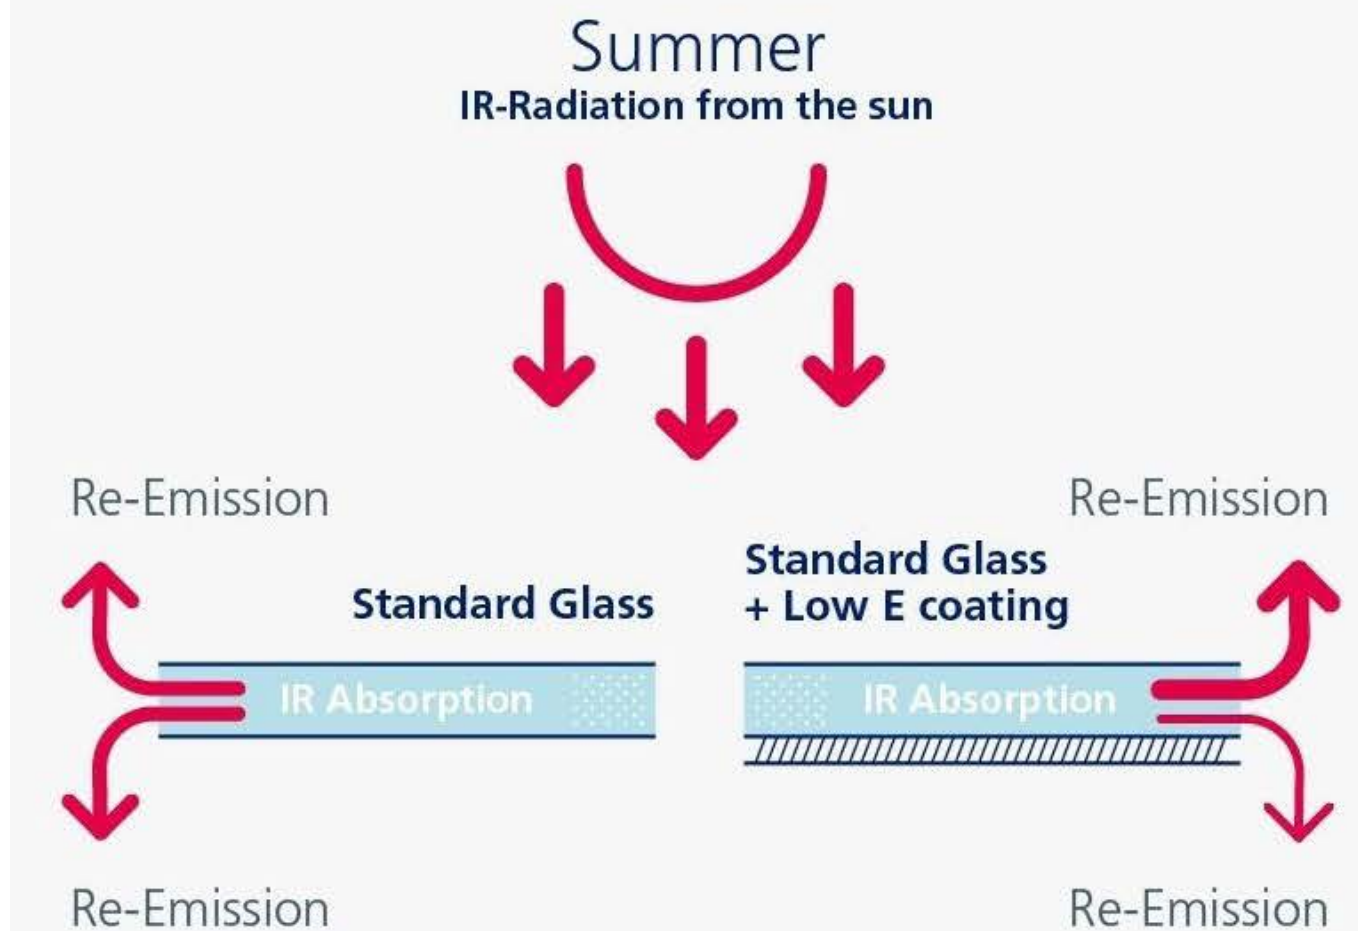 Summer
IR-Radiation from the sun
Re-Emission
Re-Emission
Standard Glass
Standard Glass
+ Low E coating
IR Absorption
IR Absorption
Re-Emission
Re-Emission